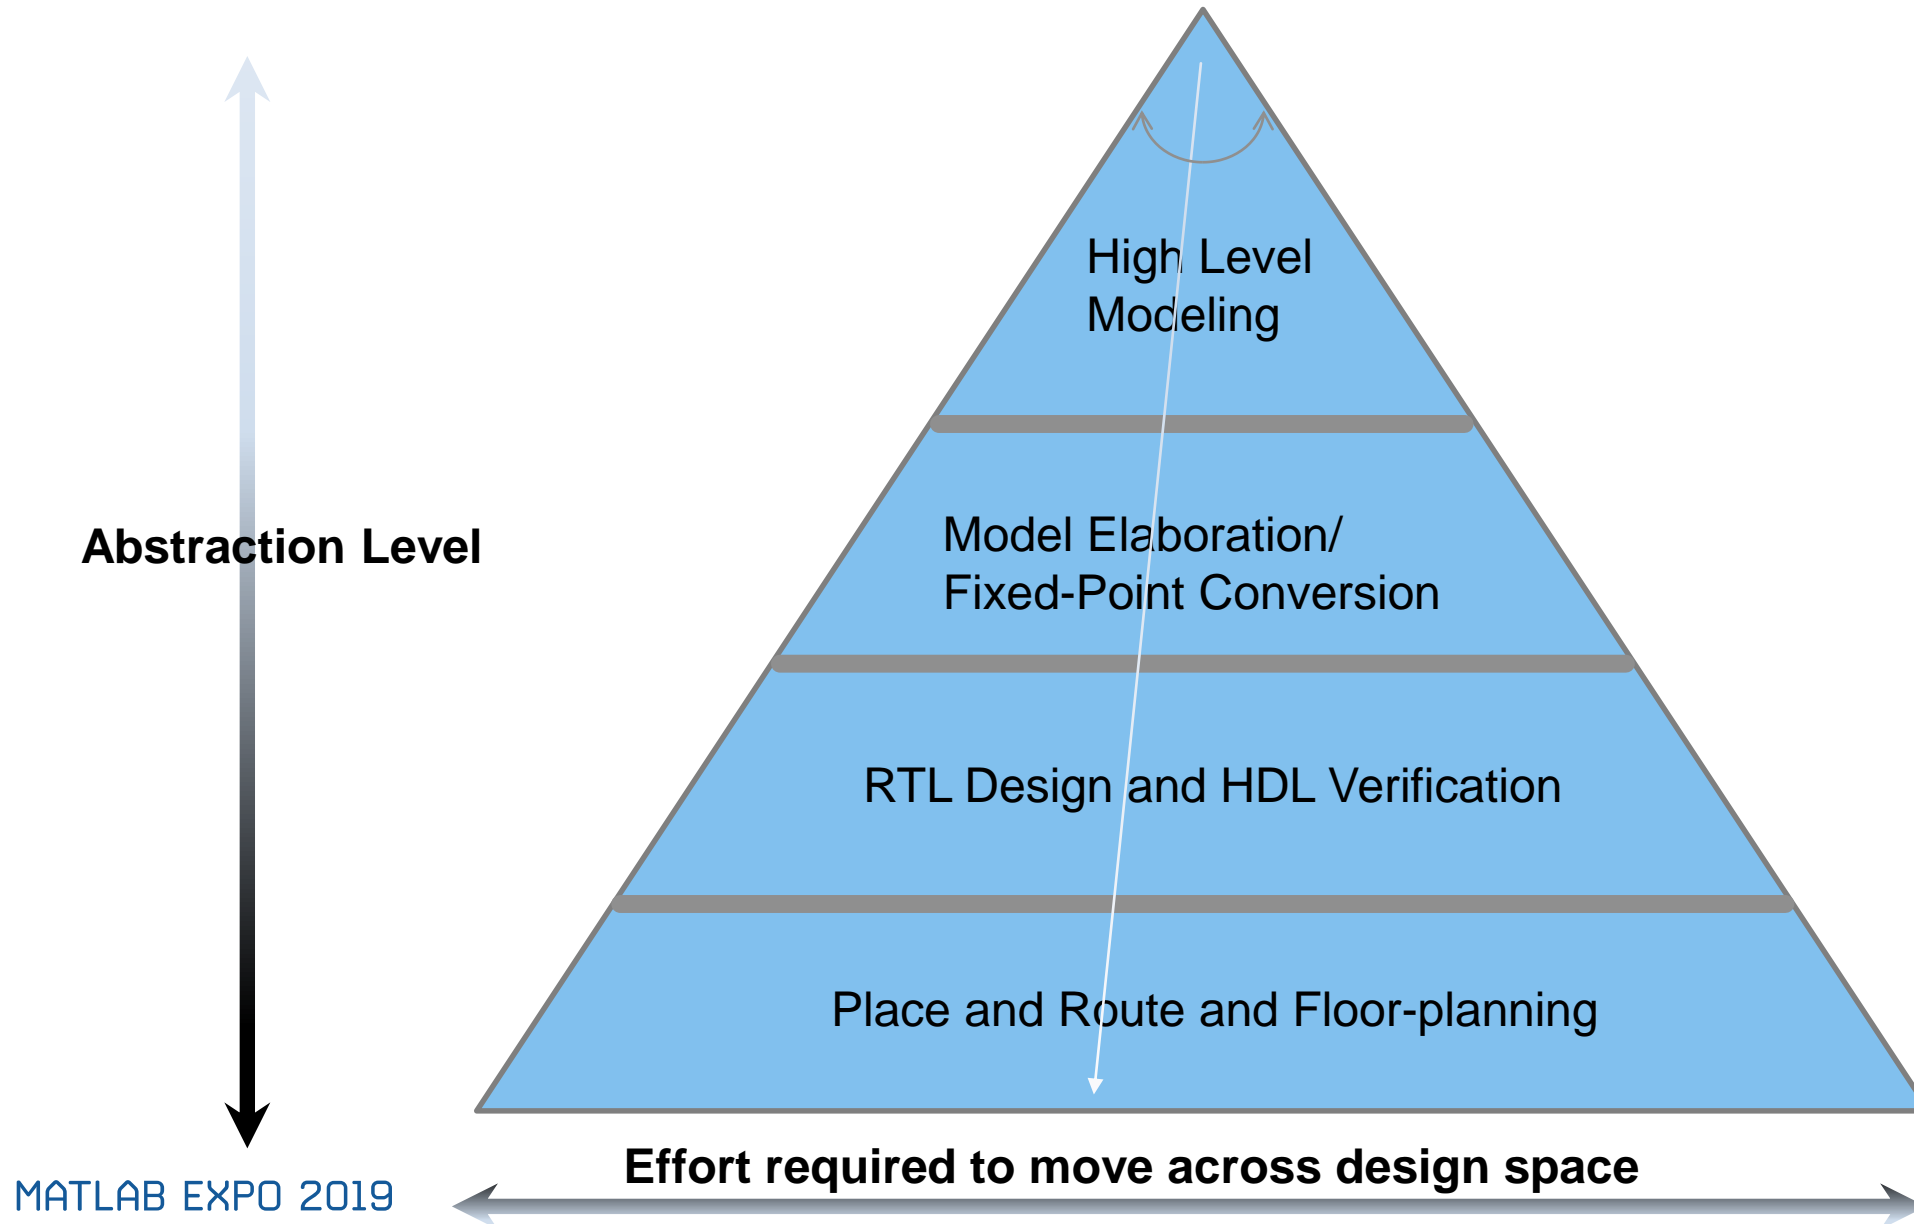 High Level
Modeling
Model Elaboration/
Fixed-Point Conversion
Abstraction Level
RTL Design and HDL Verification
Place and Route and Floor-planning
Effort required to move across design space
MATLAB EXPO 2019